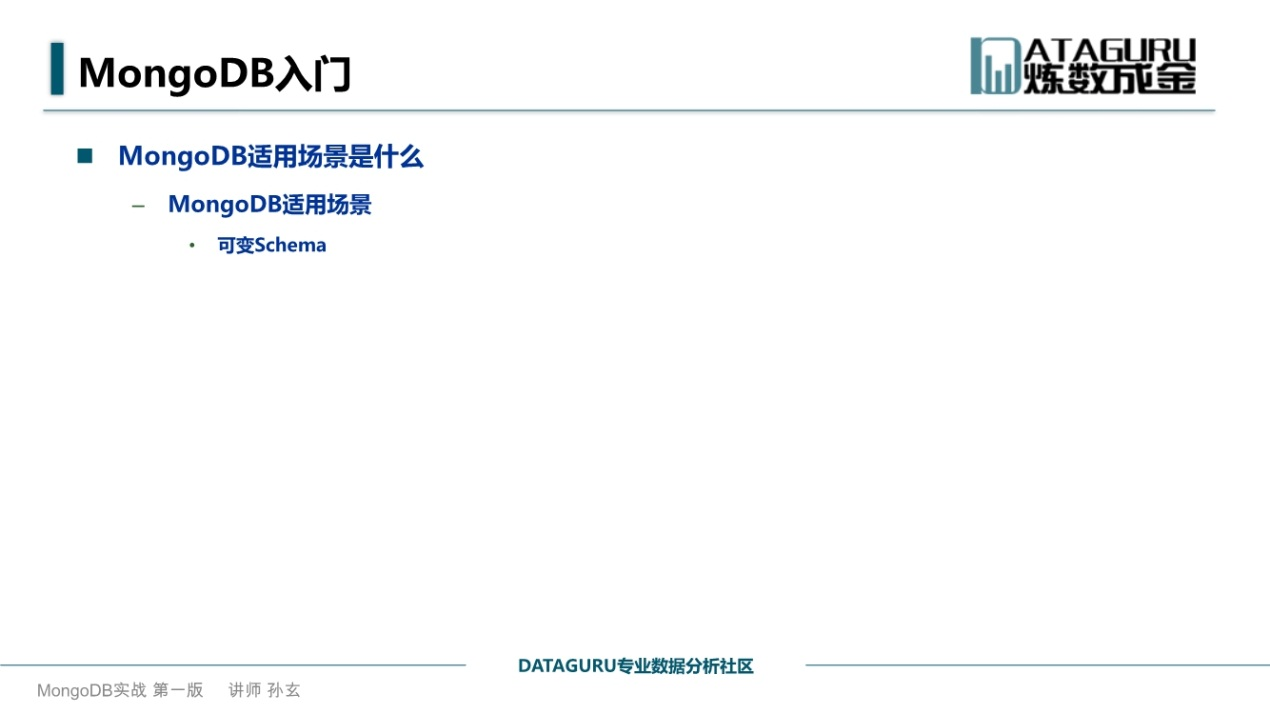 MongoDB入门
DATAGURU
炼数成金
MongoDB适用场景是什么
– MongoDB适用场景
• 可变Schema
DATAGURU专业数据分析社区
MongoDB实战 第一版 讲师 孙玄